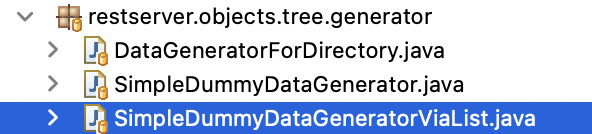 restserver.objects.tree.generator
DataGeneratorForDirectory.java
SimpleDummyDataGenerator.java
SimpleDummyDataGeneratorViaList.java